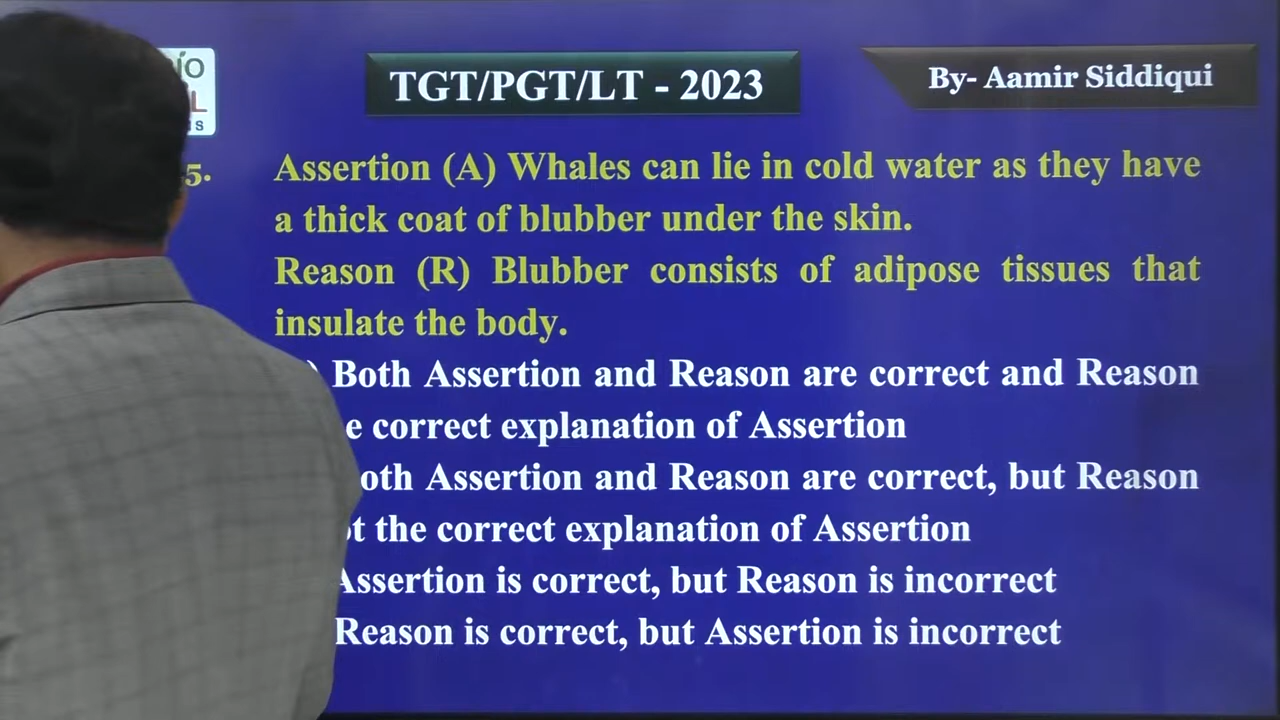 TGT/PGT/LT - 2023
By- Aamir Siddiqui
5.
Assertion (A) Whales can lie in cold water as they have
a thick coat of blubber under the skin.
Reason (R) Blubber consists of adipose tissues that
insulate the body.
) Both Assertion and Reason are correct and Reason
correct explanation of Assertion
Assertion and Reason are correct, but Reason
the correct explanation of Assertion
Assertion is correct, but Reason is incorrect
Reason is correct, but Assertion is incorrect